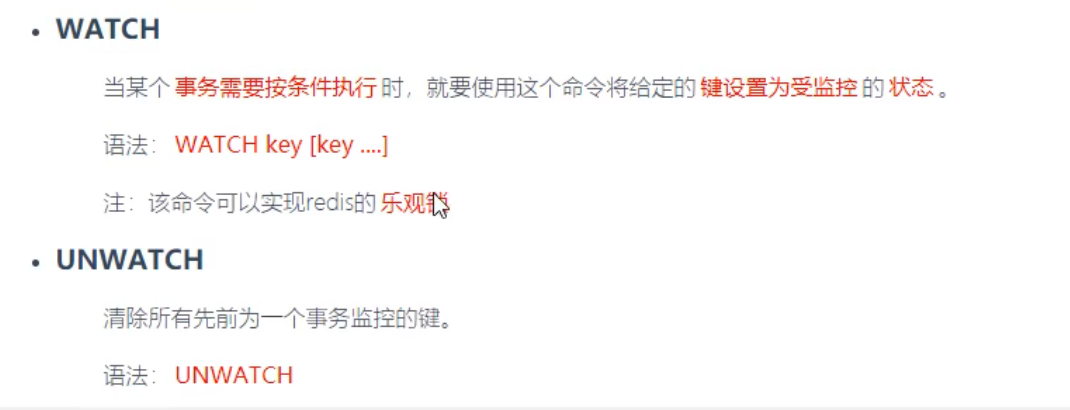 WATCH
当某个 事务需要按条件执行 时，就要使用这个命令将给定的 键设置为受监控 的 状态 。
语法： WATCH key [key ....]
注：该命令可以实现redis的 乐观锁
UNWATCH
清除所有先前为一个事务监控的键。
语法： UNWATCH